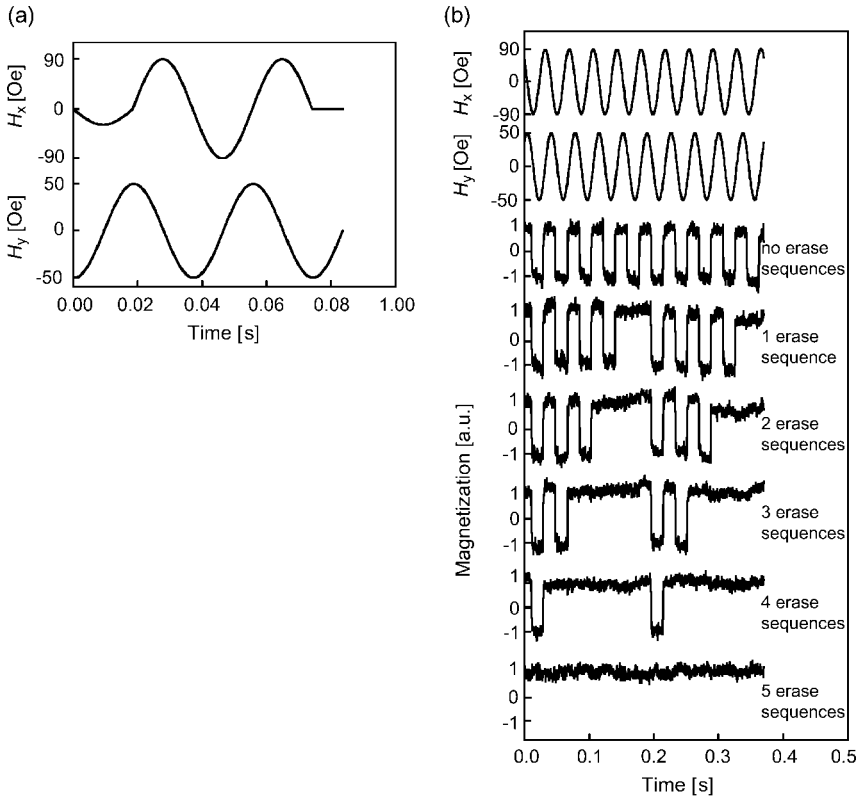 (a)
90
0
-90
Hx [Oe]
50
0
-50
Hy [Oe]
0.00 0.02 0.04 0.06 0.08 1.00
Time [s]
(b)
90
0
-90
Hx [Oe]
50
0
-50
Hy [Oe]
1
0
-1
no erase
sequences
1
0
-1
1 erase
sequence
1
0
-1
2 erase
sequences
1
0
-1
3 erase
sequences
1
0
-1
4 erase
sequences
1
0
-1
5 erase
sequences
Magnetization [a.u.]
0.0 0.1 0.2 0.3 0.4 0.5
Time [s]